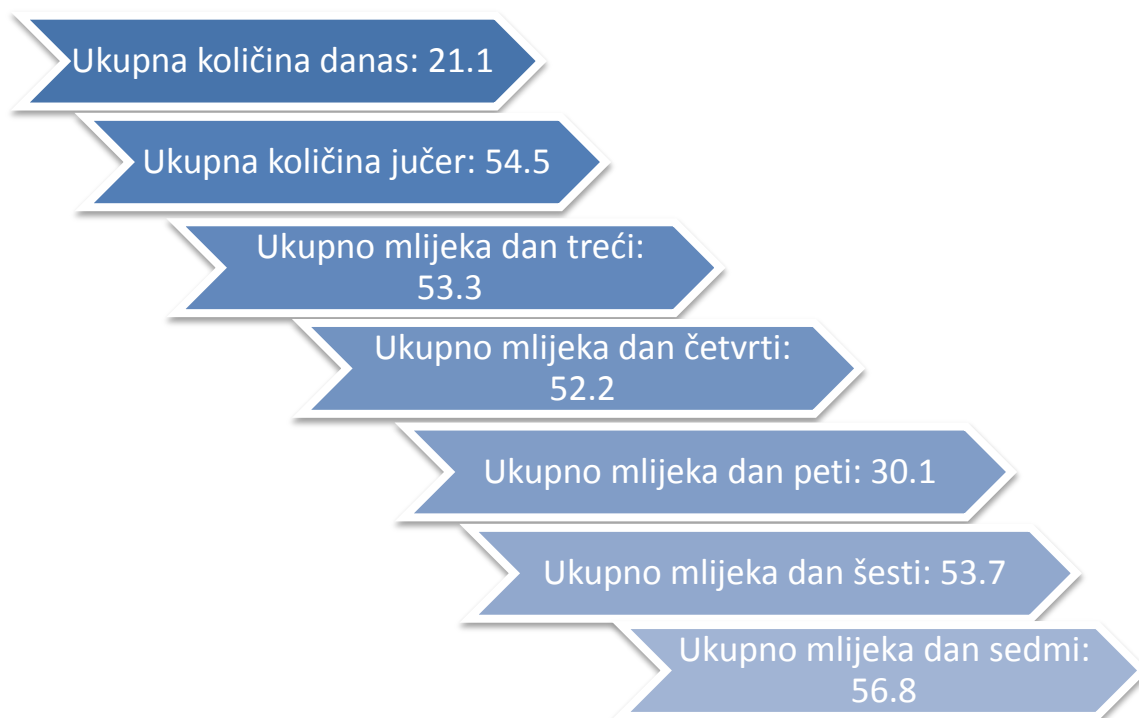 Ukupna količina danas: 21.1
Ukupna količina jučer: 54.5
Ukupno mlijeka dan treći:
53.3
Ukupno mlijeka dan četvrti:
52.2
Ukupno mlijeka dan peti: 30.1
Ukupno mlijeka dan šesti: 53.7
Ukupno mlijeka dan sedmi:
56.8